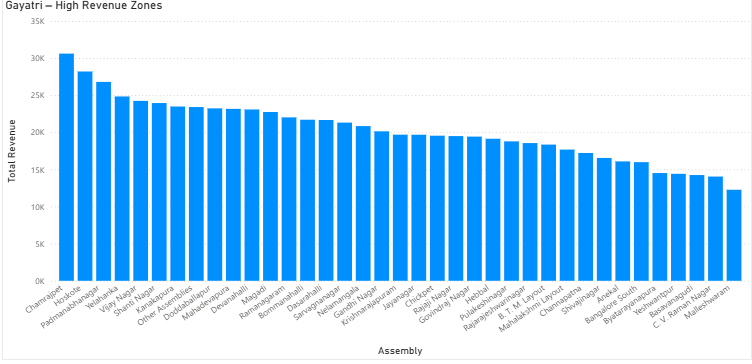 Gayatri – High Revenue Zones
35K
30K
25K
20K
15K
10K
5K
0K
Total Revenue
Chamrajpet
Hoskote
Padmanabhanagar
Yelahanka
Vijay Nagar
Shanti Nagar
Kanakapura
Other Assemblies
Doddaballapur
Mahadevapura
Devanahalli
Magadi
Ramanagaram
Bommanahalli
Dasarahalli
Sarvagnanagar
Nelamangala
Gandhi Nagar
Krishnarajapuram
Jayanagar
Chickpet
Rajaji Nagar
Govindraj Nagar
Hebbal
Pulakeshinagar
Rajarajeshwarinagar
B. T. M. Layout
Mahalakshmi Layout
Channapatna
Shivajinagar
Anekal
Bangalore South
Byatarayanapura
Yeshwantpur
Basavanagudi
C. V. Raman Nagar
Malleshwaram
Assembly